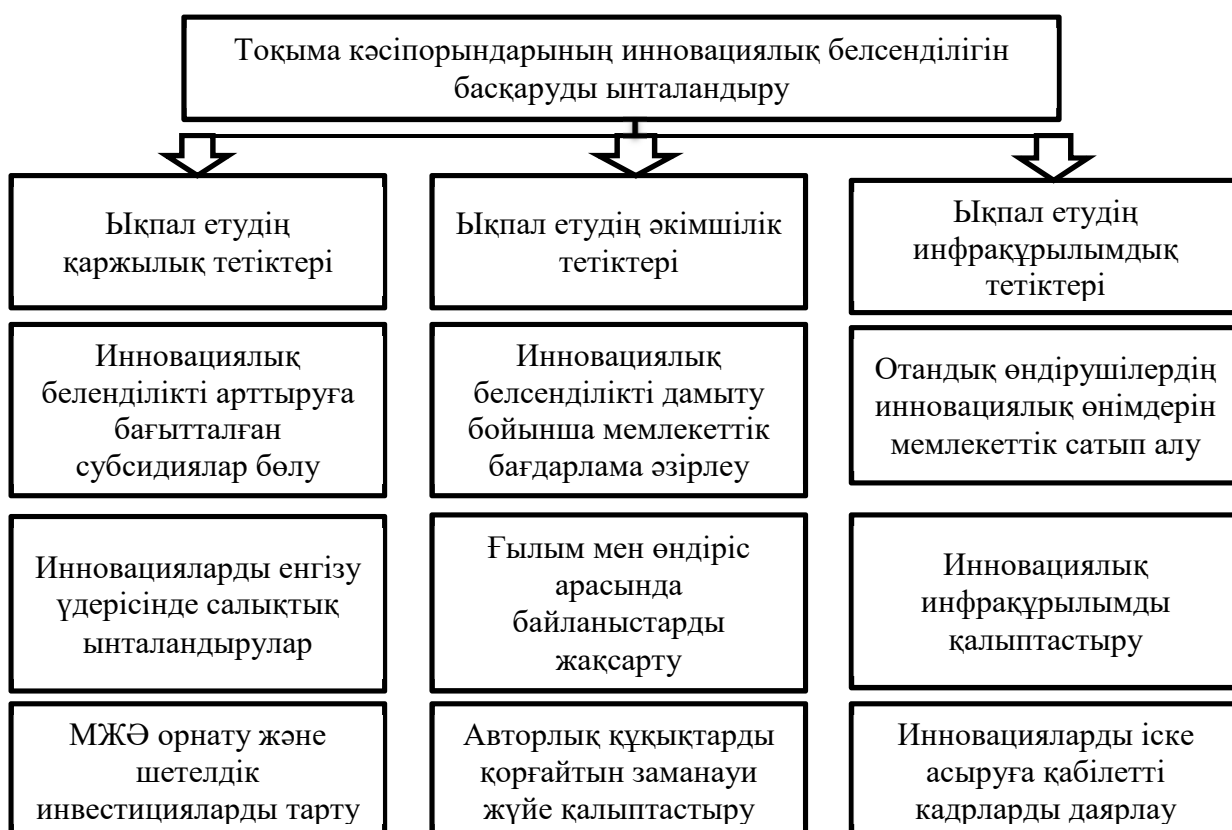 Тоқыма кәсіпорындарының инновациялық белсенділігін
басқаруды ынталандыру
Ықпал етудің
қаржылық тетіктері
Ықпал етудің әкімшілік
тетіктері
Ықпал етудің
инфрақұрылымдық
тетіктері
Инновациялық
беленділікті арттыруға
бағытталған
субсидиялар бөлу
Инновациялық
белсенділікті дамыту
бойынша мемлекеттік
бағдарлама әзірлеу
Отандық өндірушілердің
инновациялық өнімдерін
мемлекеттік сатып алу
Инновацияларды енгізу
үдерісінде салықтық
ынталандырулар
Ғылым мен өндіріс
арасында
байланыстарды
жақсарту
Инновациялық
инфрақұрылымды
қалыптастыру
МЖӘ орнату және
шетелдік
инвестицияларды тарту
Авторлық құқықтарды
қорғайтын заманауи
жүйе қалыптастыру
Инновацияларды іске
асыруға қабілетті
кадрларды даярлау